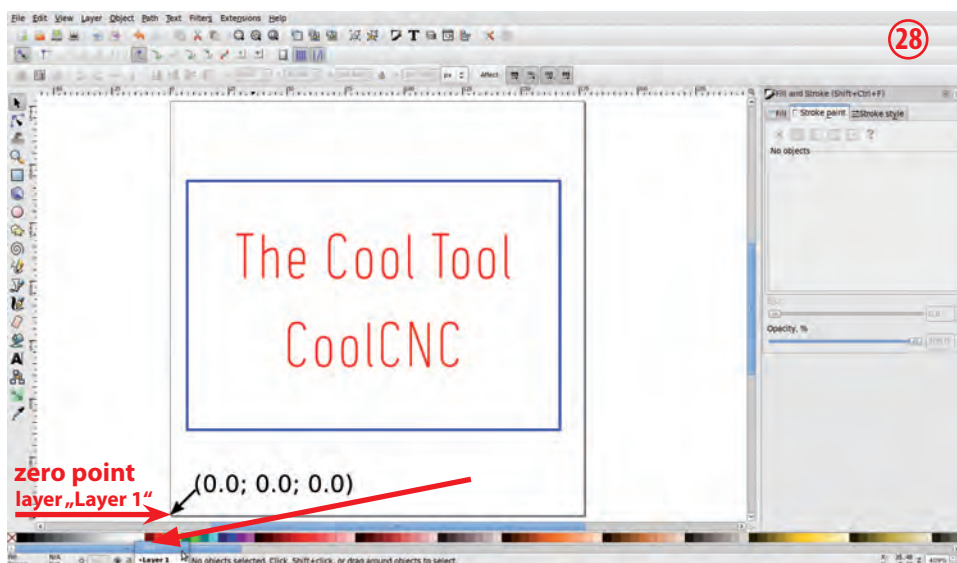 File Edit View Layer Object Path Text Filters Extensions Help
28
px Affect:
Fill and Stroke (Shift+Ctrl+F)
Fill Stroke paint Stroke style
?
No objects
The Cool Tool
CoolCNC
Opacity, %
zero point
layer „Layer 1“
(0.0; 0.0; 0.0)
N/A
•Layer 1 No objects selected. Click, Shift+click, or drag around objects to select.